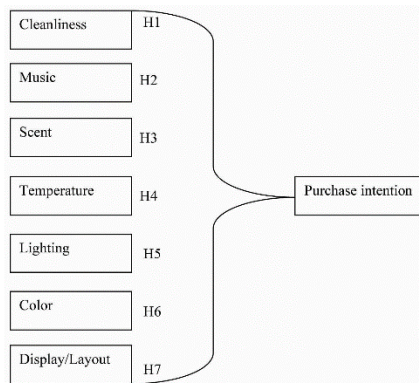 Cleanliness H1
Music H2
Scent H3
Temperature H4
Purchase intention
Lighting H5
Color H6
Display/Layout H7